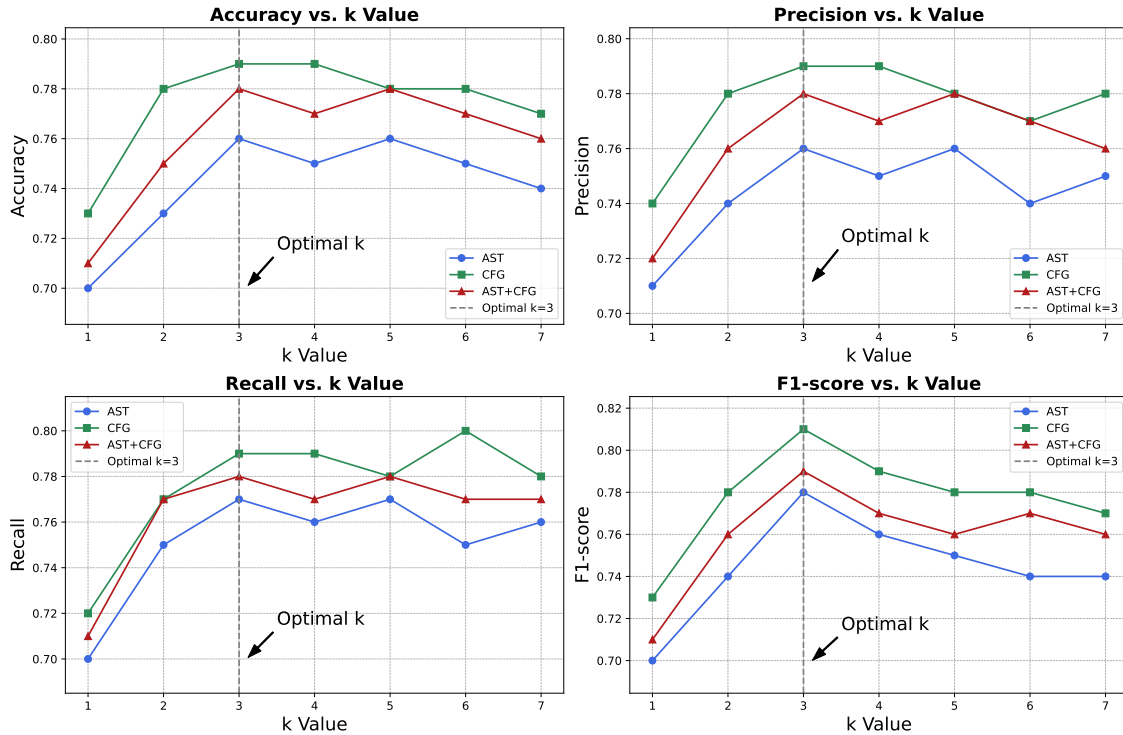 Accuracy vs. k Value
Accuracy
0.80
0.78
0.76
0.74
0.72
0.70
Optimal k
AST
CFG
AST+CFG
Optimal k=3
1 2 3 4 5 6 7
k Value
Precision vs. k Value
Precision
0.80
0.78
0.76
0.74
0.72
0.70
Optimal k
AST
CFG
AST+CFG
Optimal k=3
1 2 3 4 5 6 7
k Value
Recall vs. k Value
Recall
AST
CFG
AST+CFG
Optimal k=3
0.80
0.78
0.76
0.74
0.72
0.70
Optimal k
1 2 3 4 5 6 7
k Value
F1-score vs. k Value
F1-score
AST
CFG
AST+CFG
Optimal k=3
0.82
0.80
0.78
0.76
0.74
0.72
0.70
Optimal k
1 2 3 4 5 6 7
k Value